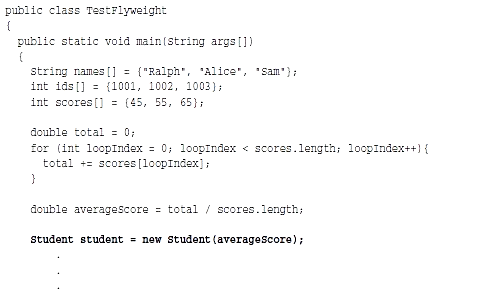 public class TestFlyweight
{
  public static void main(String args[])
  {
    String names[] = {"Ralph", "Alice", "Sam"};
    int ids[] = {1001, 1002, 1003};
    int scores[] = {45, 55, 65};

    double total = 0;
    for (int loopIndex = 0; loopIndex < scores.length; loopIndex++){
      total += scores[loopIndex];
    }

    double averageScore = total / scores.length;

    Student student = new Student(averageScore);
        .
        .
        .